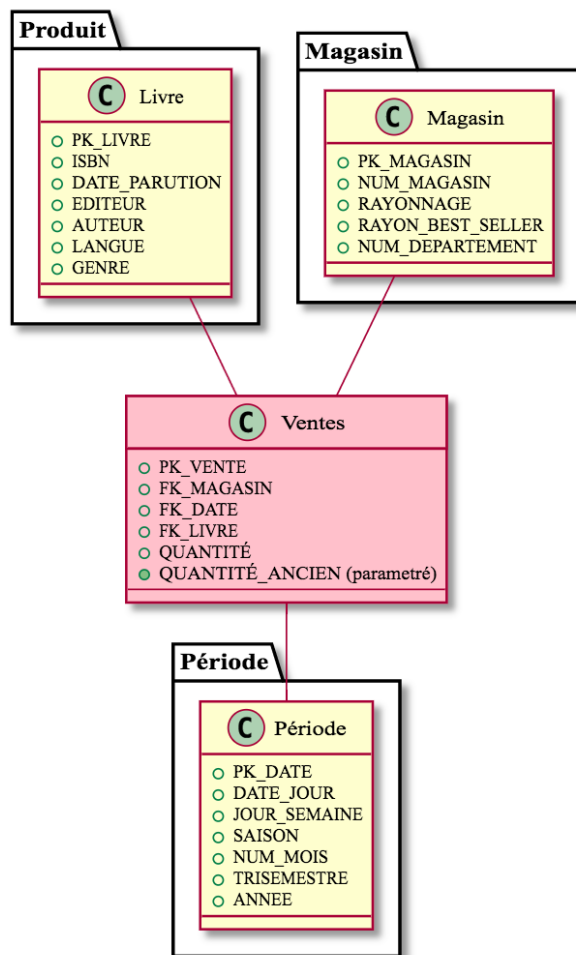 Produit
C Livre
PK_LIVRE
ISBN
DATE_PARUTION
EDITEUR
AUTEUR
LANGUE
GENRE
Magasin
C Magasin
PK_MAGASIN
NUM_MAGASIN
RAYONNAGE
RAYON_BEST_SELLER
NUM_DEPARTEMENT
C Ventes
PK_VENTE
FK_MAGASIN
FK_DATE
FK_LIVRE
QUANTITÉ
QUANTITÉ_ANCIEN (parametré)
Période
C Période
PK_DATE
DATE_JOUR
JOUR_SEMAINE
SAISON
NUM_MOIS
TRISEMESTRE
ANNEE